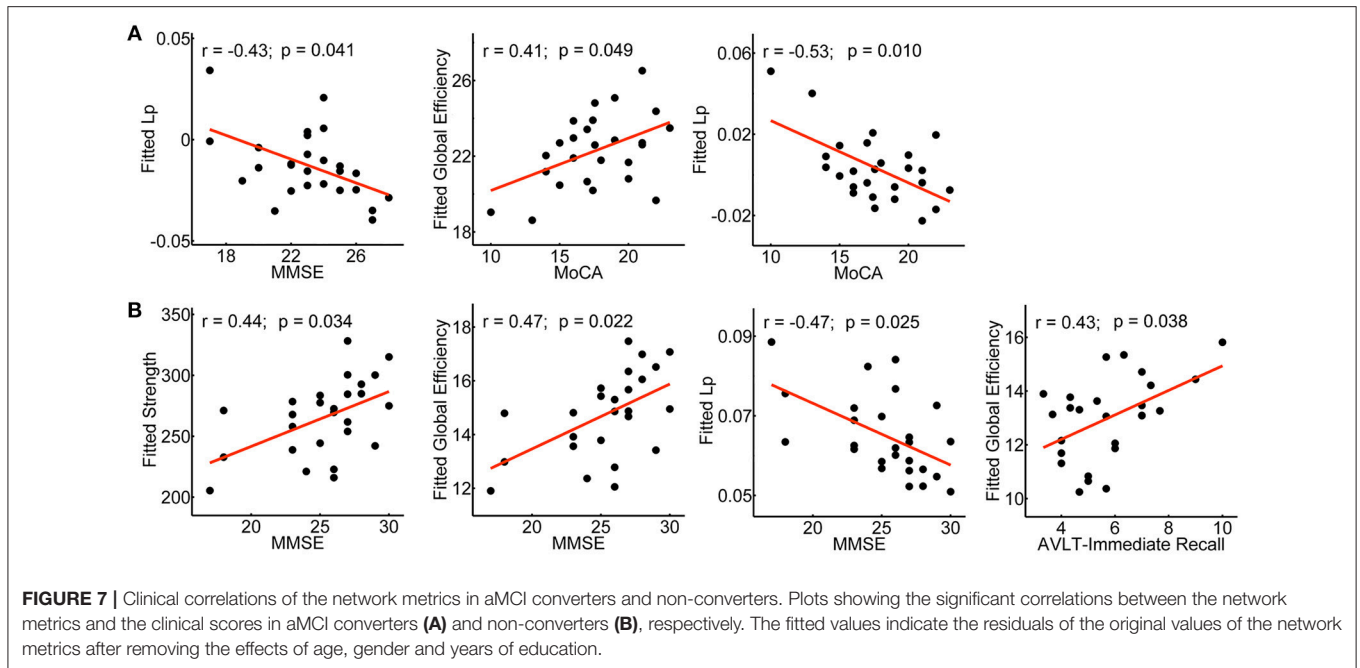 A
r = -0.43; p = 0.041
0.05
0
-0.05
Fitted Lp
18 22 26
MMSE
r = 0.41; p = 0.049
26
22
18
Fitted Global Efficiency
10 15 20
MoCA
r = -0.53; p = 0.010
0.06
0.02
-0.02
Fitted Lp
10 15 20
MoCA
B
r = 0.44; p = 0.034
350
300
250
200
Fitted Strength
20 25 30
MMSE
r = 0.47; p = 0.022
18
16
14
12
Fitted Global Efficiency
20 25 30
MMSE
r = -0.47; p = 0.025
0.09
0.07
0.05
Fitted Lp
20 25 30
MMSE
r = 0.43; p = 0.038
16
14
12
10
Fitted Global Efficiency
4 6 8 10
AVLT-Immediate Recall
FIGURE 7 | Clinical correlations of the network metrics in aMCI converters and non-converters. Plots showing the significant correlations between the network
metrics and the clinical scores in aMCI converters (A) and non-converters (B), respectively. The fitted values indicate the residuals of the original values of the network
metrics after removing the effects of age, gender and years of education.